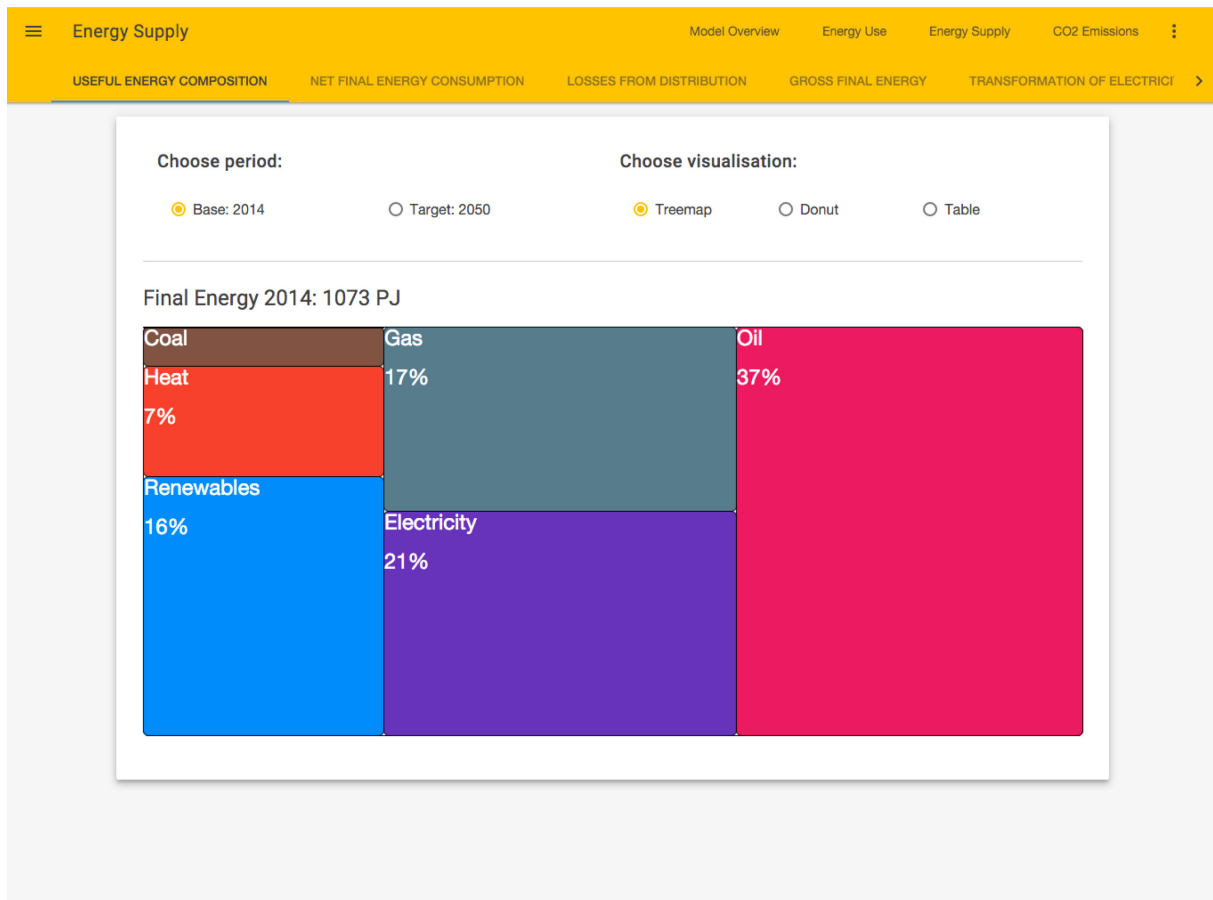 Energy Supply
Model Overview
Energy Use
Energy Supply
CO2 Emissions
USEFUL ENERGY COMPOSITION
NET FINAL ENERGY CONSUMPTION
LOSSES FROM DISTRIBUTION
GROSS FINAL ENERGY
TRANSFORMATION OF ELECTRICI
Choose period:
Choose visualisation:
Base: 2014
Target: 2050
Treemap
Donut
Table
Final Energy 2014: 1073 PJ
Coal
Heat
7%
Renewables
16%
Gas
17%
Electricity
21%
Oil
37%